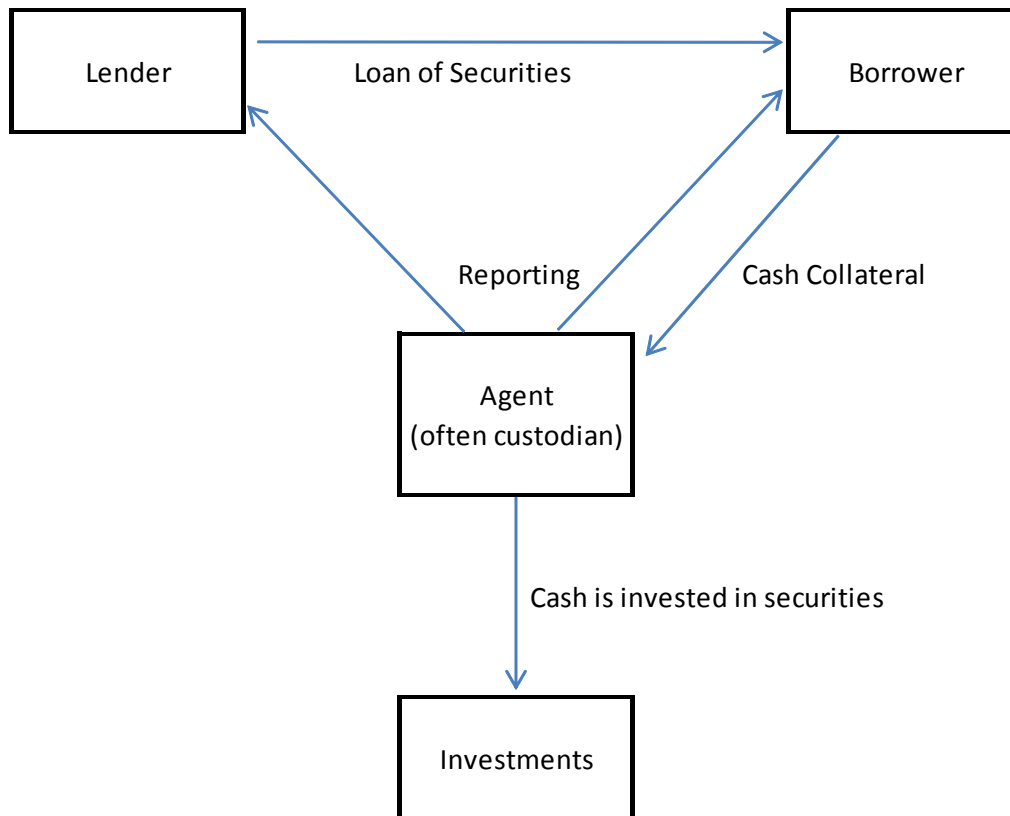 Lender
Loan of Securities
Borrower
Reporting
Cash Collateral
Agent
(often custodian)
Cash is invested in securities
Investments